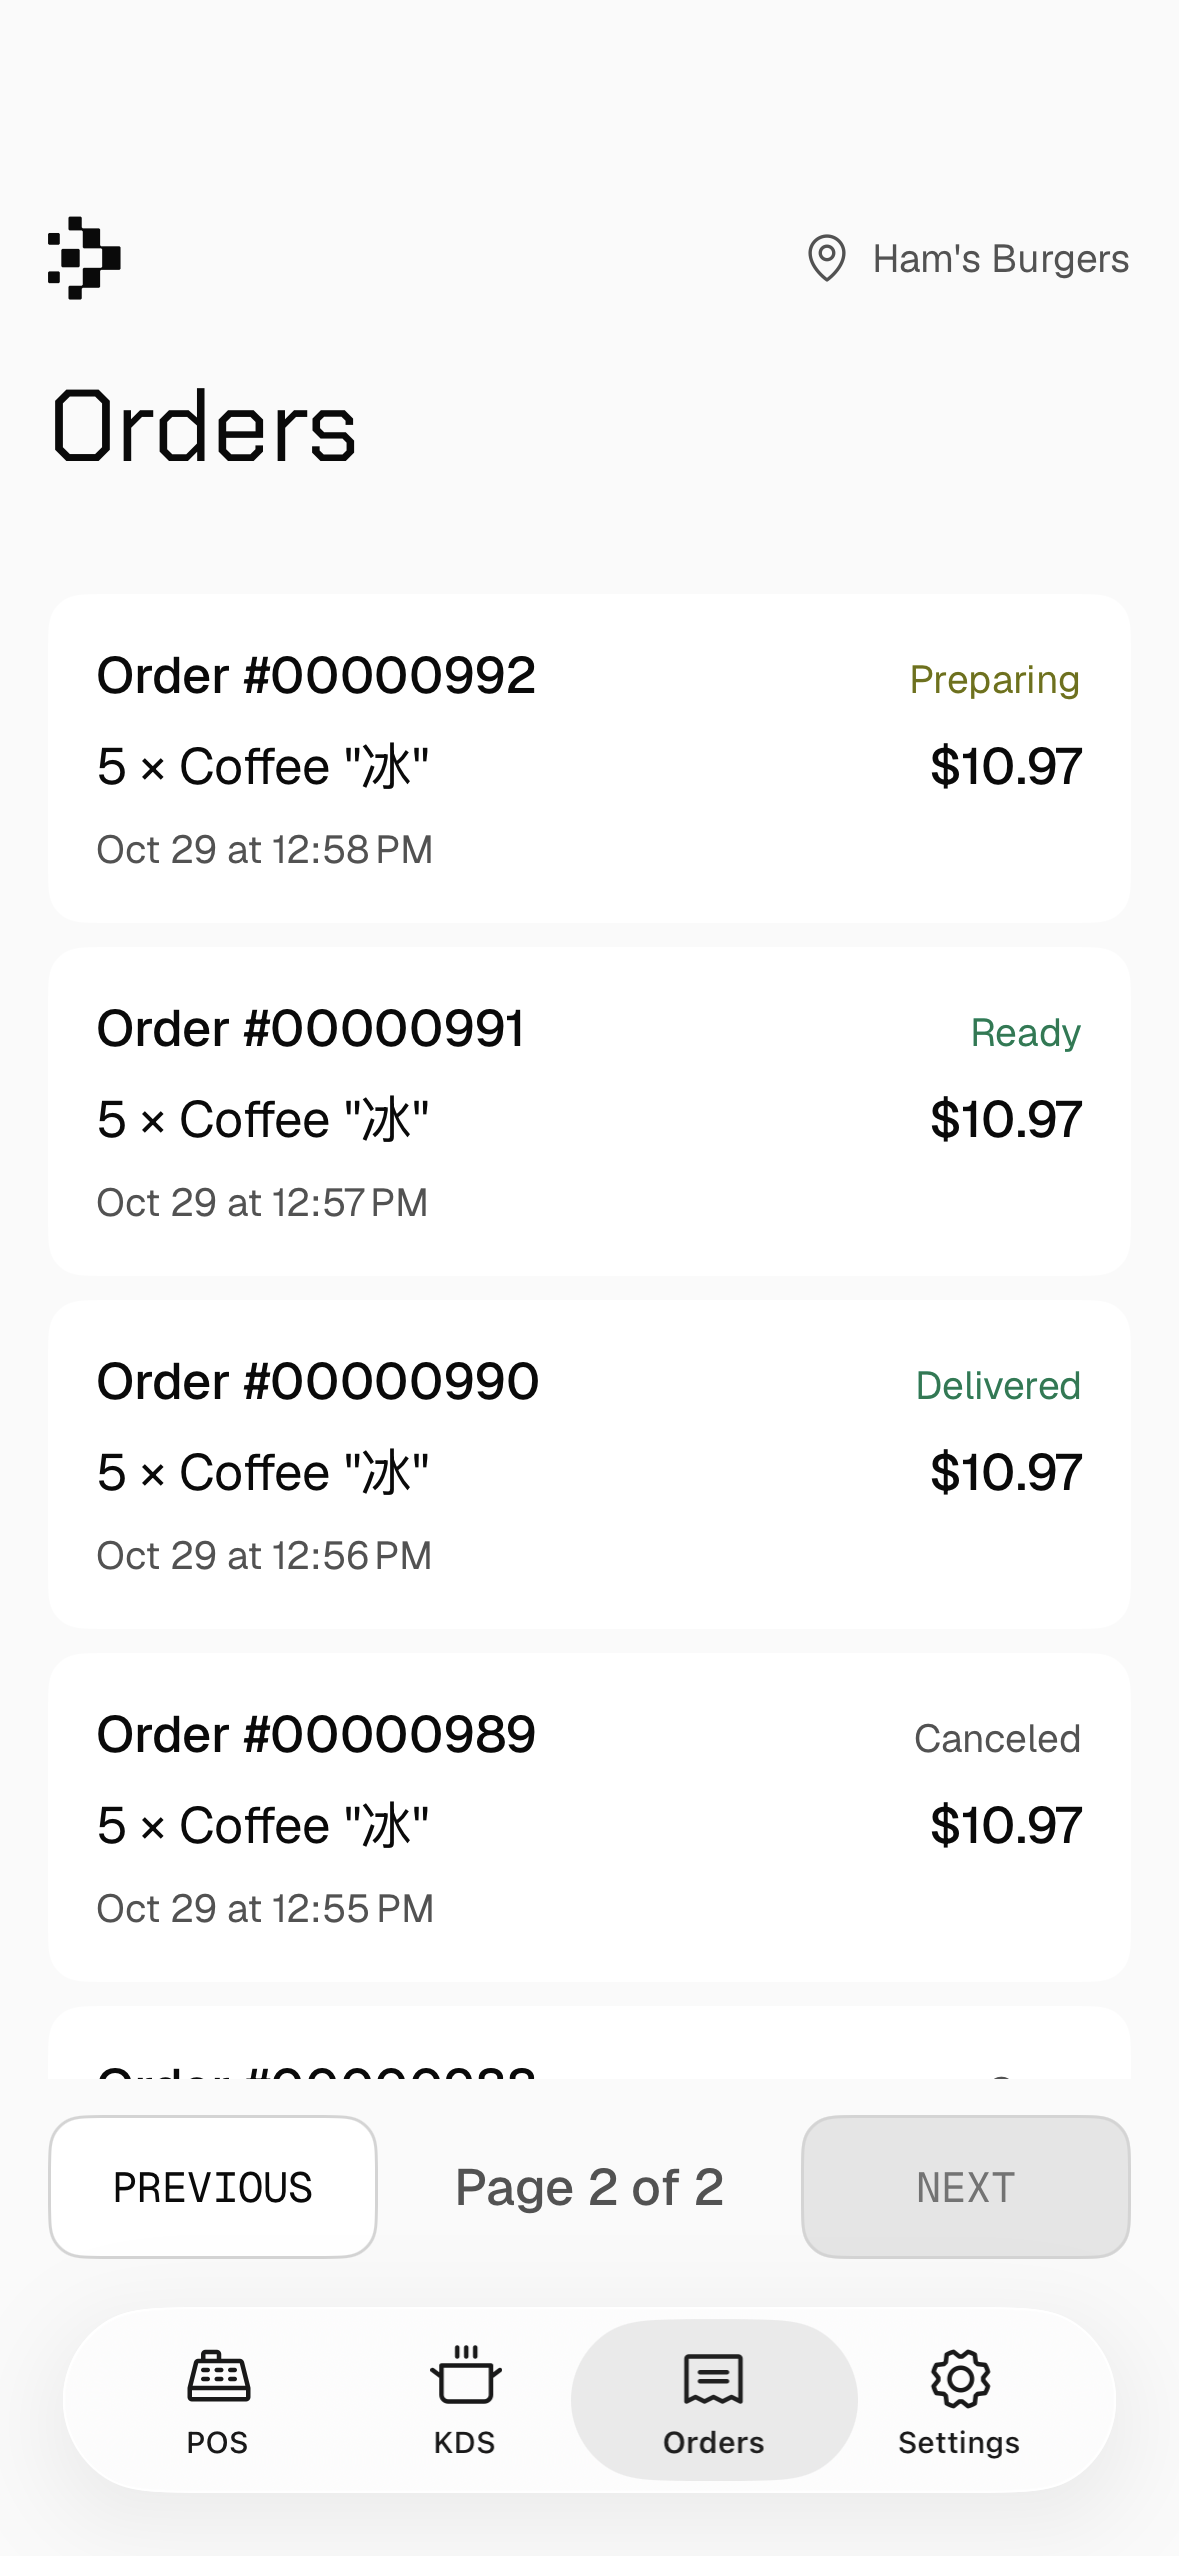 Ham's Burgers
Orders
Order #00000992
Preparing
5 × Coffee "冰"
$10.97
Oct 29 at 12:58 PM
Order #00000991
Ready
5 × Coffee "冰"
$10.97
Oct 29 at 12:57 PM
Order #00000990
Delivered
5 × Coffee "冰"
$10.97
Oct 29 at 12:56 PM
Order #00000989
Canceled
5 × Coffee "冰"
$10.97
Oct 29 at 12:55 PM
Order #00000988
PREVIOUS
Page 2 of 2
NEXT
POS
KDS
Orders
Settings